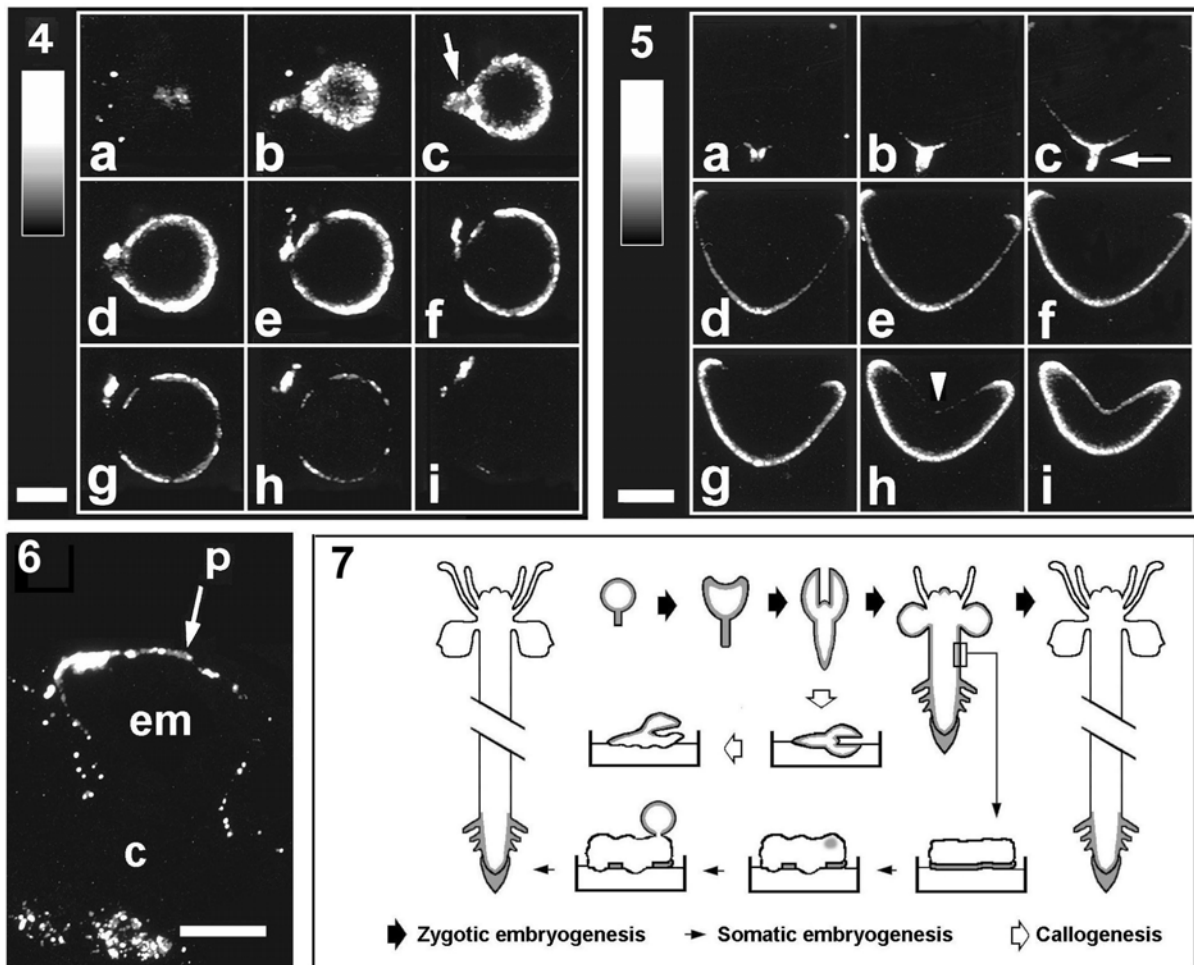 4
a b c
d e f
g h i
5
a b c
d e f
g h i
6
p
em
c
7
Zygotic embryogenesis Somatic embryogenesis Callogenesis